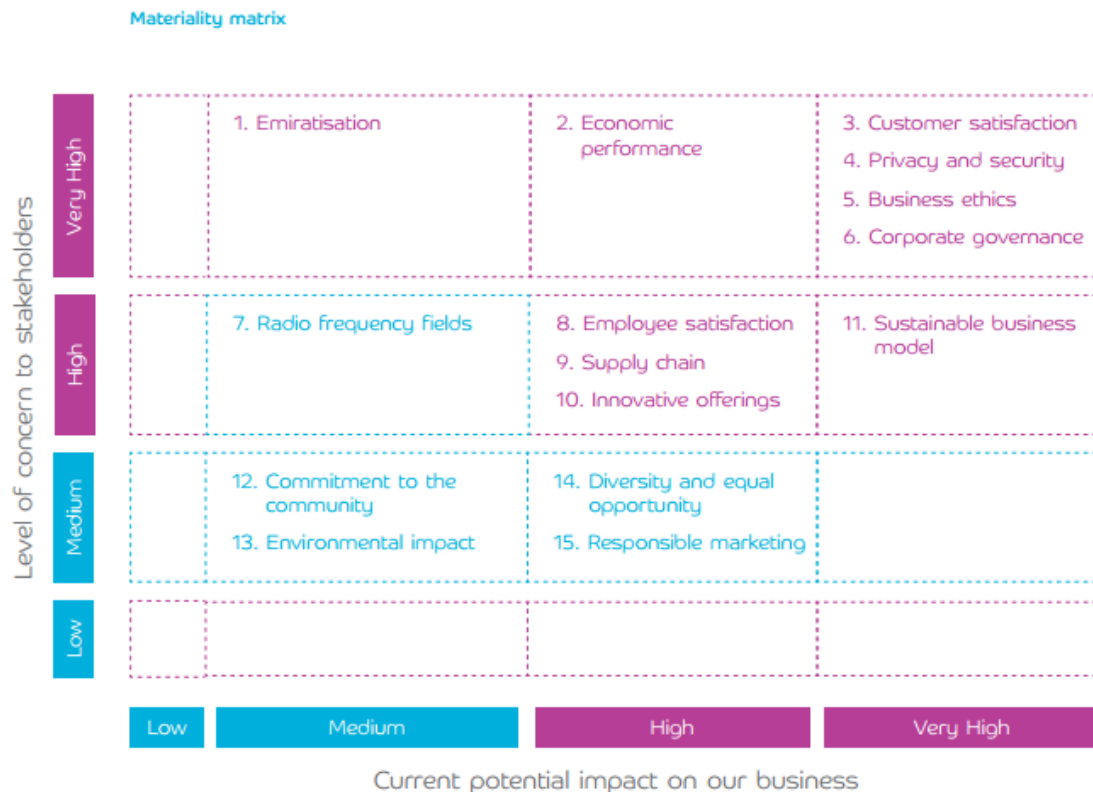 Materiality matrix
Level of concern to stakeholders
Very High
1. Emiratisation
2. Economic
performance
3. Customer satisfaction
4. Privacy and security
5. Business ethics
6. Corporate governance
High
7. Radio frequency fields
8. Employee satisfaction
9. Supply chain
10. Innovative offerings
11. Sustainable business
model
Medium
12. Commitment to the
community
13. Environmental impact
14. Diversity and equal
opportunity
15. Responsible marketing
Low
Low
Medium
High
Very High
Current potential impact on our business